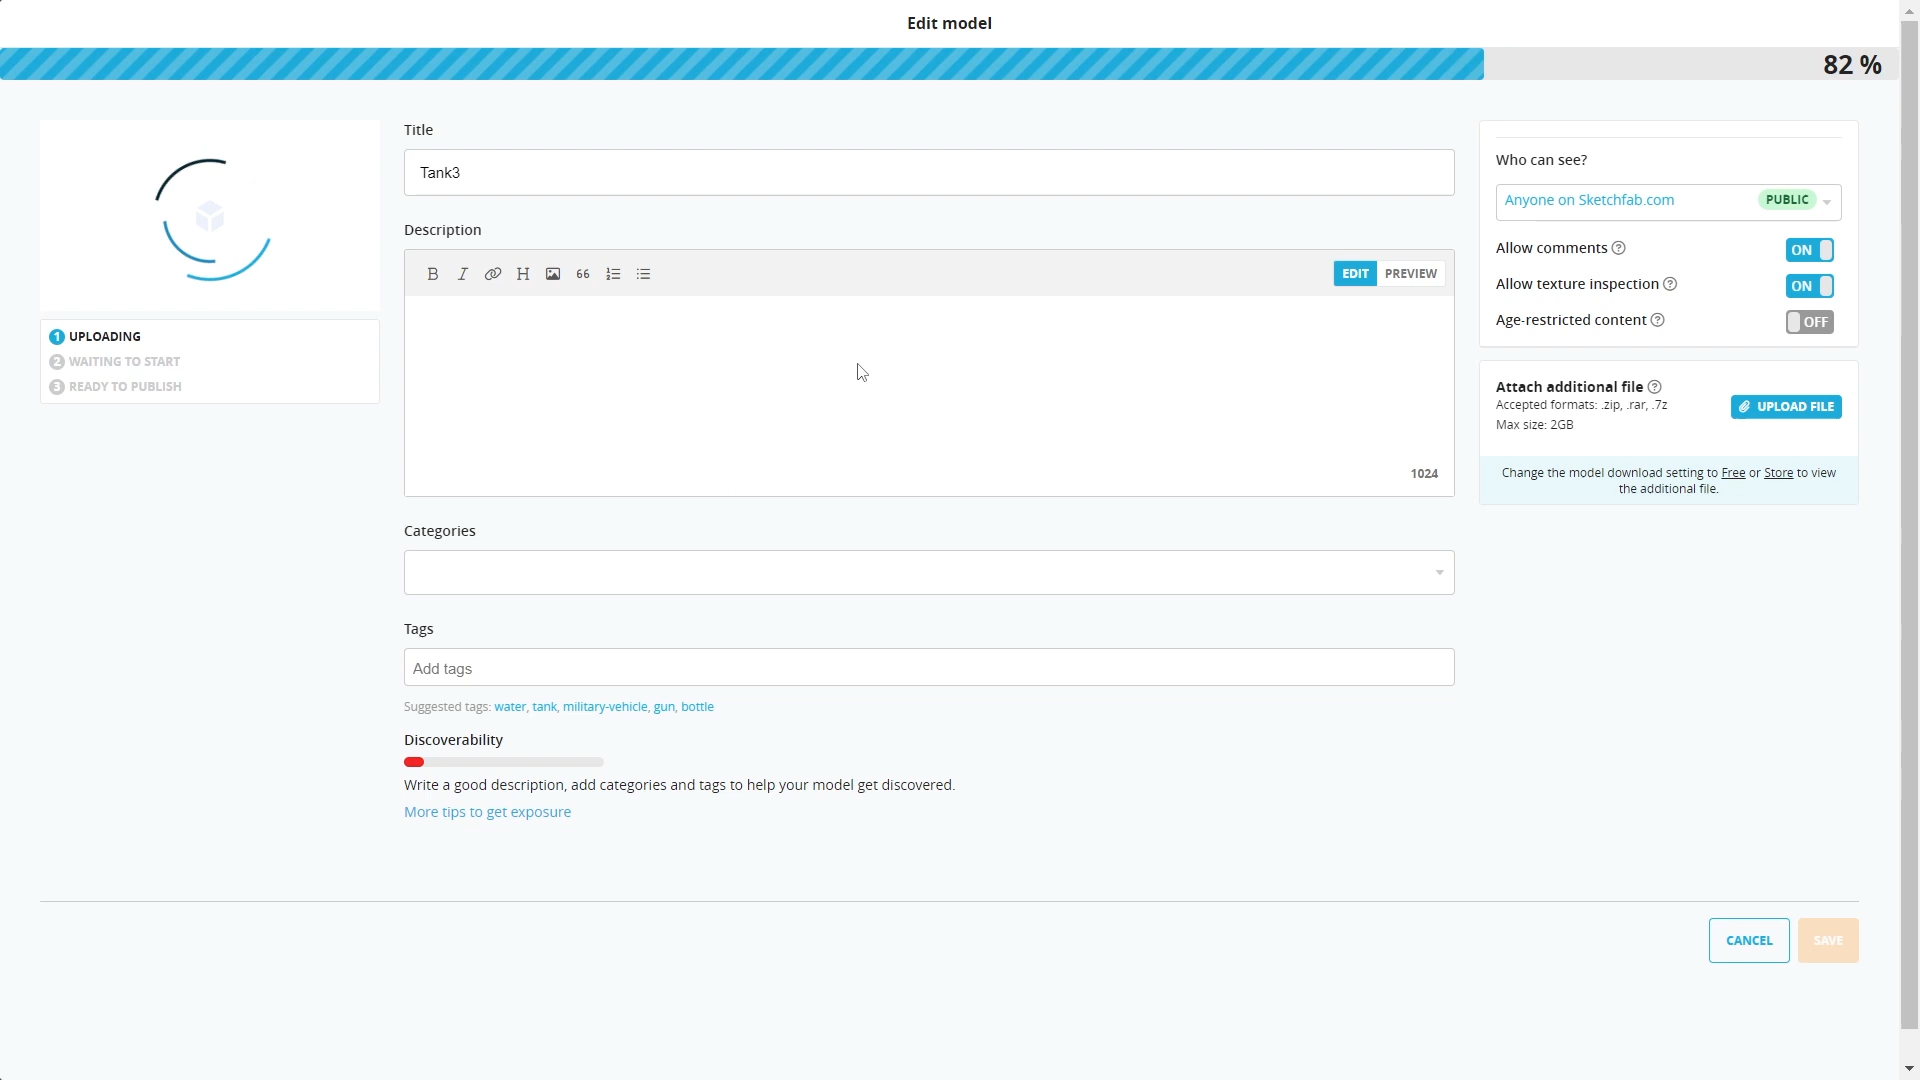 Edit model
82 %
Title
Tank3
Description
B I H 66
EDIT PREVIEW
1024
1 UPLOADING
2 WAITING TO START
3 READY TO PUBLISH
Categories
Tags
Add tags
Suggested tags: water, tank, military-vehicle, gun, bottle
Discoverability
Write a good description, add categories and tags to help your model get discovered.
More tips to get exposure
Who can see?
Anyone on Sketchfab.com PUBLIC
Allow comments ? ON
Allow texture inspection ? ON
Age-restricted content ? OFF
Attach additional file ?
Accepted formats: .zip, .rar, .7z
Max size: 2GB
UPLOAD FILE
Change the model download setting to Free or Store to view
the additional file.
CANCEL SAVE